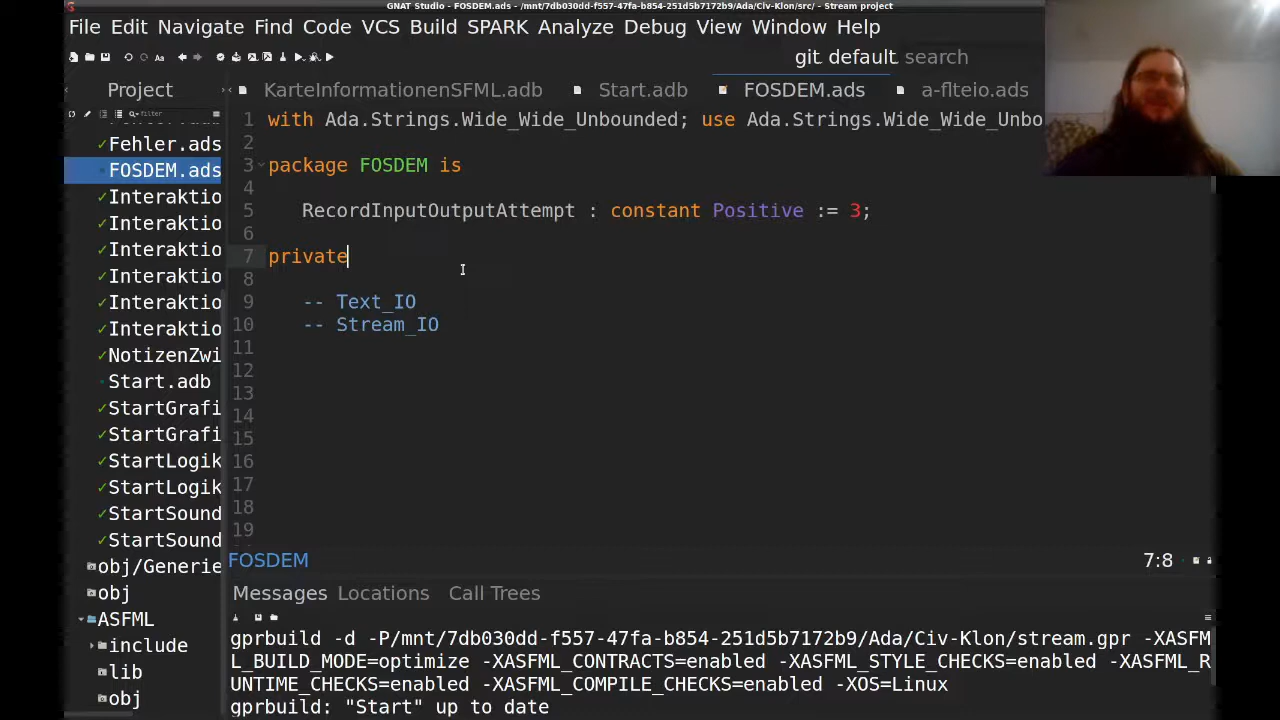 GNAT Studio - FOSDEM.ads - /mnt/7db030dd-f557-47fa-b854-251d5b7172b9/Ada/Civ-Klon/src/ - Stream project
File Edit Navigate Find Code VCS Build SPARK Analyze Debug View Window Help
git default search
Project
KarteInformationenSFML.adb Start.adb FOSDEM.ads a-flteio.adb
filter
Fehler.ads
FOSDEM.ads
Interaktio
Interaktio
Interaktio
Interaktio
Interaktio
Interaktio
NotizenZwi
Start.adb
StartGrafi
StartGrafi
StartLogik
StartLogik
StartSound
StartSound
obj/Generie
obj
ASFML
include
lib
obj
1 with Ada.Strings.Wide_Wide_Unbounded; use Ada.Strings.Wide_Wide_Unbo
2
3 package FOSDEM is
4
5 RecordInputOutputAttempt : constant Positive := 3;
6
7 private
8
9 -- Text_IO
10 -- Stream_IO
11
12
13
14
15
16
17
18
19
FOSDEM 7:8
Messages Locations Call Trees
gprbuild -d -P/mnt/7db030dd-f557-47fa-b854-251d5b7172b9/Ada/Civ-Klon/stream.gpr -XASFM
L_BUILD_MODE=optimize -XASFML_CONTRACTS=enabled -XASFML_STYLE_CHECKS=enabled -XASFML_R
UNTIME_CHECKS=enabled -XASFML_COMPILE_CHECKS=enabled -XOS=Linux
gprbuild: "Start" up to date